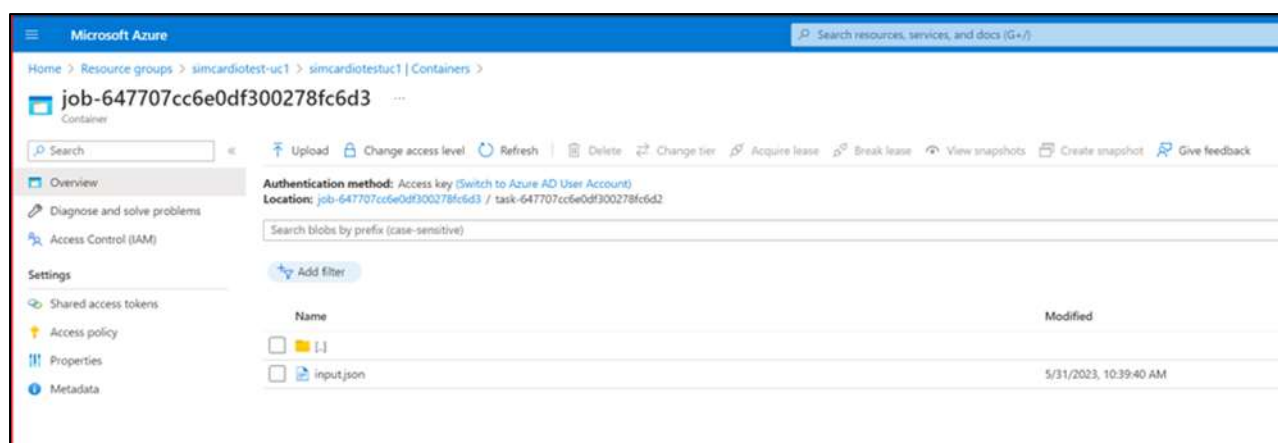 Microsoft Azure
Search resources, services, and docs (G+/)
Home > Resource groups > simcardiotest-uc1 > simcardiotestuc1 | Containers >
job-647707cc6e0df300278fc6d3 ...
Container
Search «
Upload Change access level Refresh Delete Change tier Acquire lease Break lease View snapshots Create snapshot Give feedback
Overview
Diagnose and solve problems
Access Control (IAM)
Settings
Shared access tokens
Access policy
Properties
Metadata
Authentication method: Access key (Switch to Azure AD User Account)
Location: job-647707cc6e0df300278fc6d3 / task-647707cc6e0df300278fc6d2
Search blobs by prefix (case-sensitive)
Add filter
Name Modified
[..]
input.json 5/31/2023, 10:39:40 AM